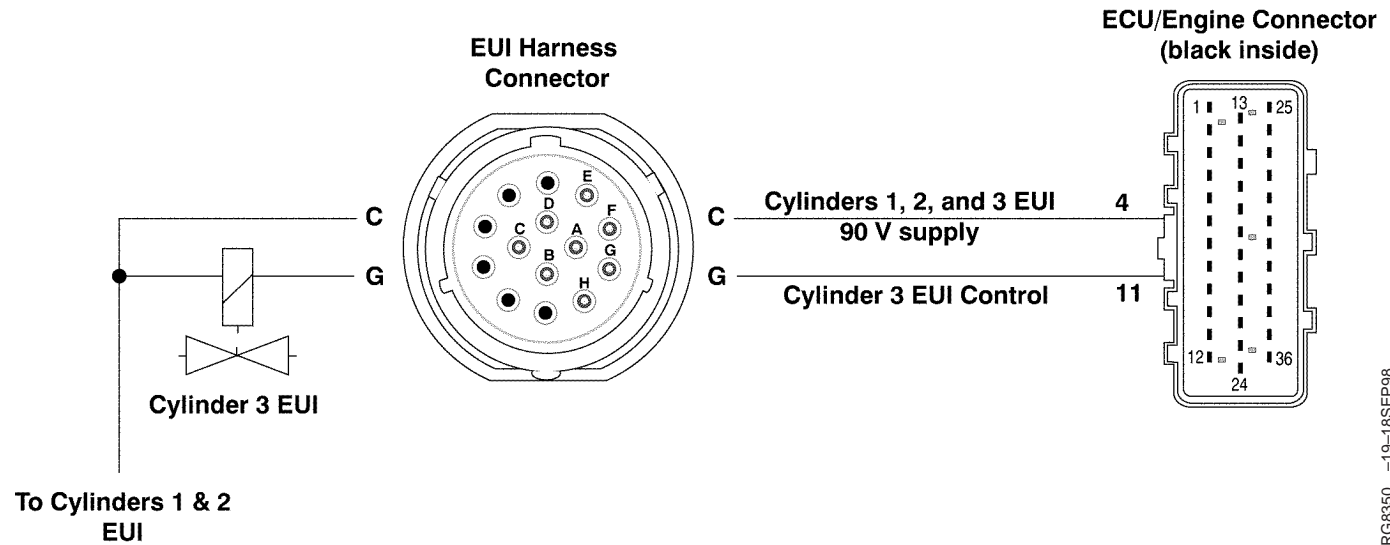 ECU/Engine Connector
(black inside)
EUI Harness
Connector
1
13
25
E
D
F
C
A
G
B
H
12
24
36
C
G
C
Cylinders 1, 2, and 3 EUI
4
90 V supply
G
Cylinder 3 EUI Control
11
Cylinder 3 EUI
To Cylinders 1 & 2
EUI
RG8350 –19–18SEP98